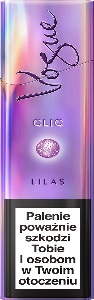 Vogue
CLIC
LILAS
Palenie
poważnie
szkodzi
Tobie
i osobom
w Twoim
otoczeniu